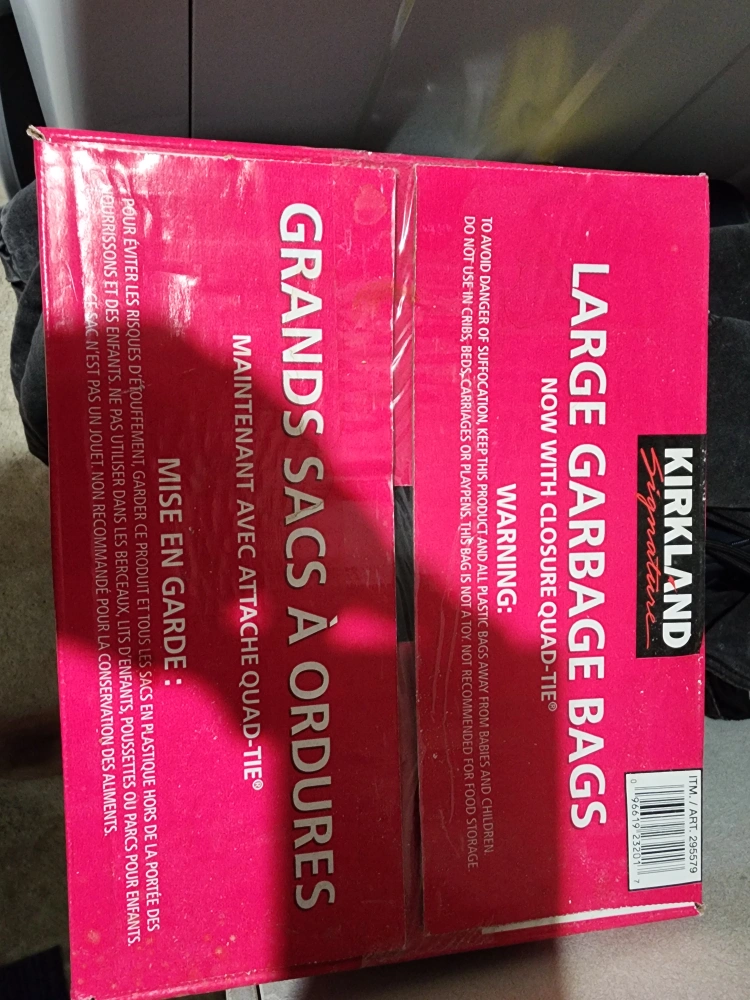 KIRKLAND
Signature
ITM. / ART. 295579
0 96619 23201 7
LARGE GARBAGE BAGS
NOW WITH CLOSURE QUAD-TIE®
WARNING:
TO AVOID DANGER OF SUFFOCATION, KEEP THIS PRODUCT AND ALL PLASTIC BAGS AWAY FROM BABIES AND CHILDREN.
DO NOT USE IN CRIBS, BEDS, CARRIAGES OR PLAYPENS. THIS BAG IS NOT A TOY. NOT RECOMMENDED FOR FOOD STORAGE.
GRANDS SACS À ORDURES
MAINTENANT AVEC ATTACHE QUAD-TIE®
MISE EN GARDE :
POUR ÉVITER LES RISQUES D'ÉTOUFFEMENT, GARDER CE PRODUIT ET TOUS LES SACS EN PLASTIQUE HORS DE LA PORTÉE DES
NOURRISSONS ET DES ENFANTS. NE PAS UTILISER DANS LES BERCEAUX, LITS D'ENFANTS, POUSSETTES OU PARCS POUR ENFANTS.
CE SAC N'EST PAS UN JOUET. NON RECOMMANDÉ POUR LA CONSERVATION DES ALIMENTS.